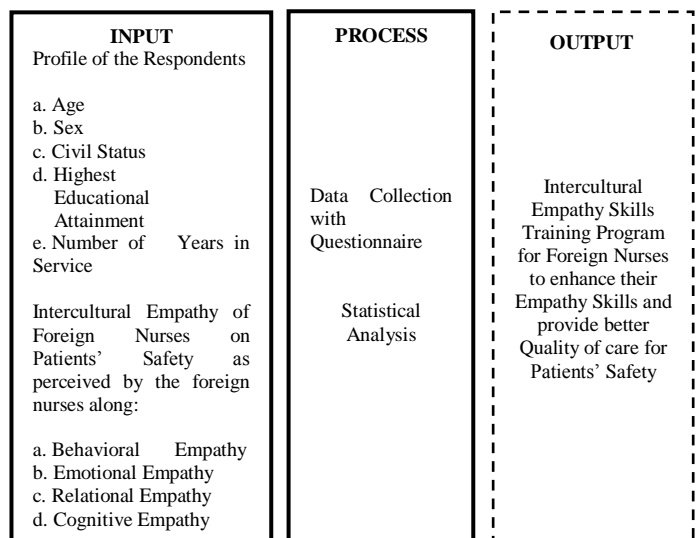 INPUT
Profile of the Respondents
a. Age
b. Sex
c. Civil Status
d. Highest
Educational
Attainment
e. Number of Years in
Service
Intercultural Empathy of
Foreign Nurses on
Patients’ Safety as
perceived by the foreign
nurses along:
a. Behavioral Empathy
b. Emotional Empathy
c. Relational Empathy
d. Cognitive Empathy
PROCESS
Data Collection
with
Questionnaire
Statistical
Analysis
OUTPUT
Intercultural
Empathy Skills
Training Program
for Foreign Nurses
to enhance their
Empathy Skills and
provide better
Quality of care for
Patients’ Safety